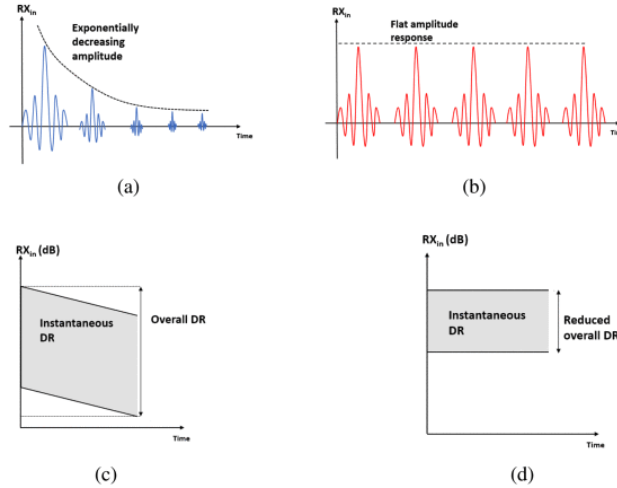 RXin
Exponentially
decreasing
amplitude
Time
(a)
RXin
Flat amplitude
response
Time
(b)
RXin (dB)
Instantaneous
DR
Overall DR
Time
(c)
RXin (dB)
Instantaneous
DR
Reduced
overall DR
Time
(d)